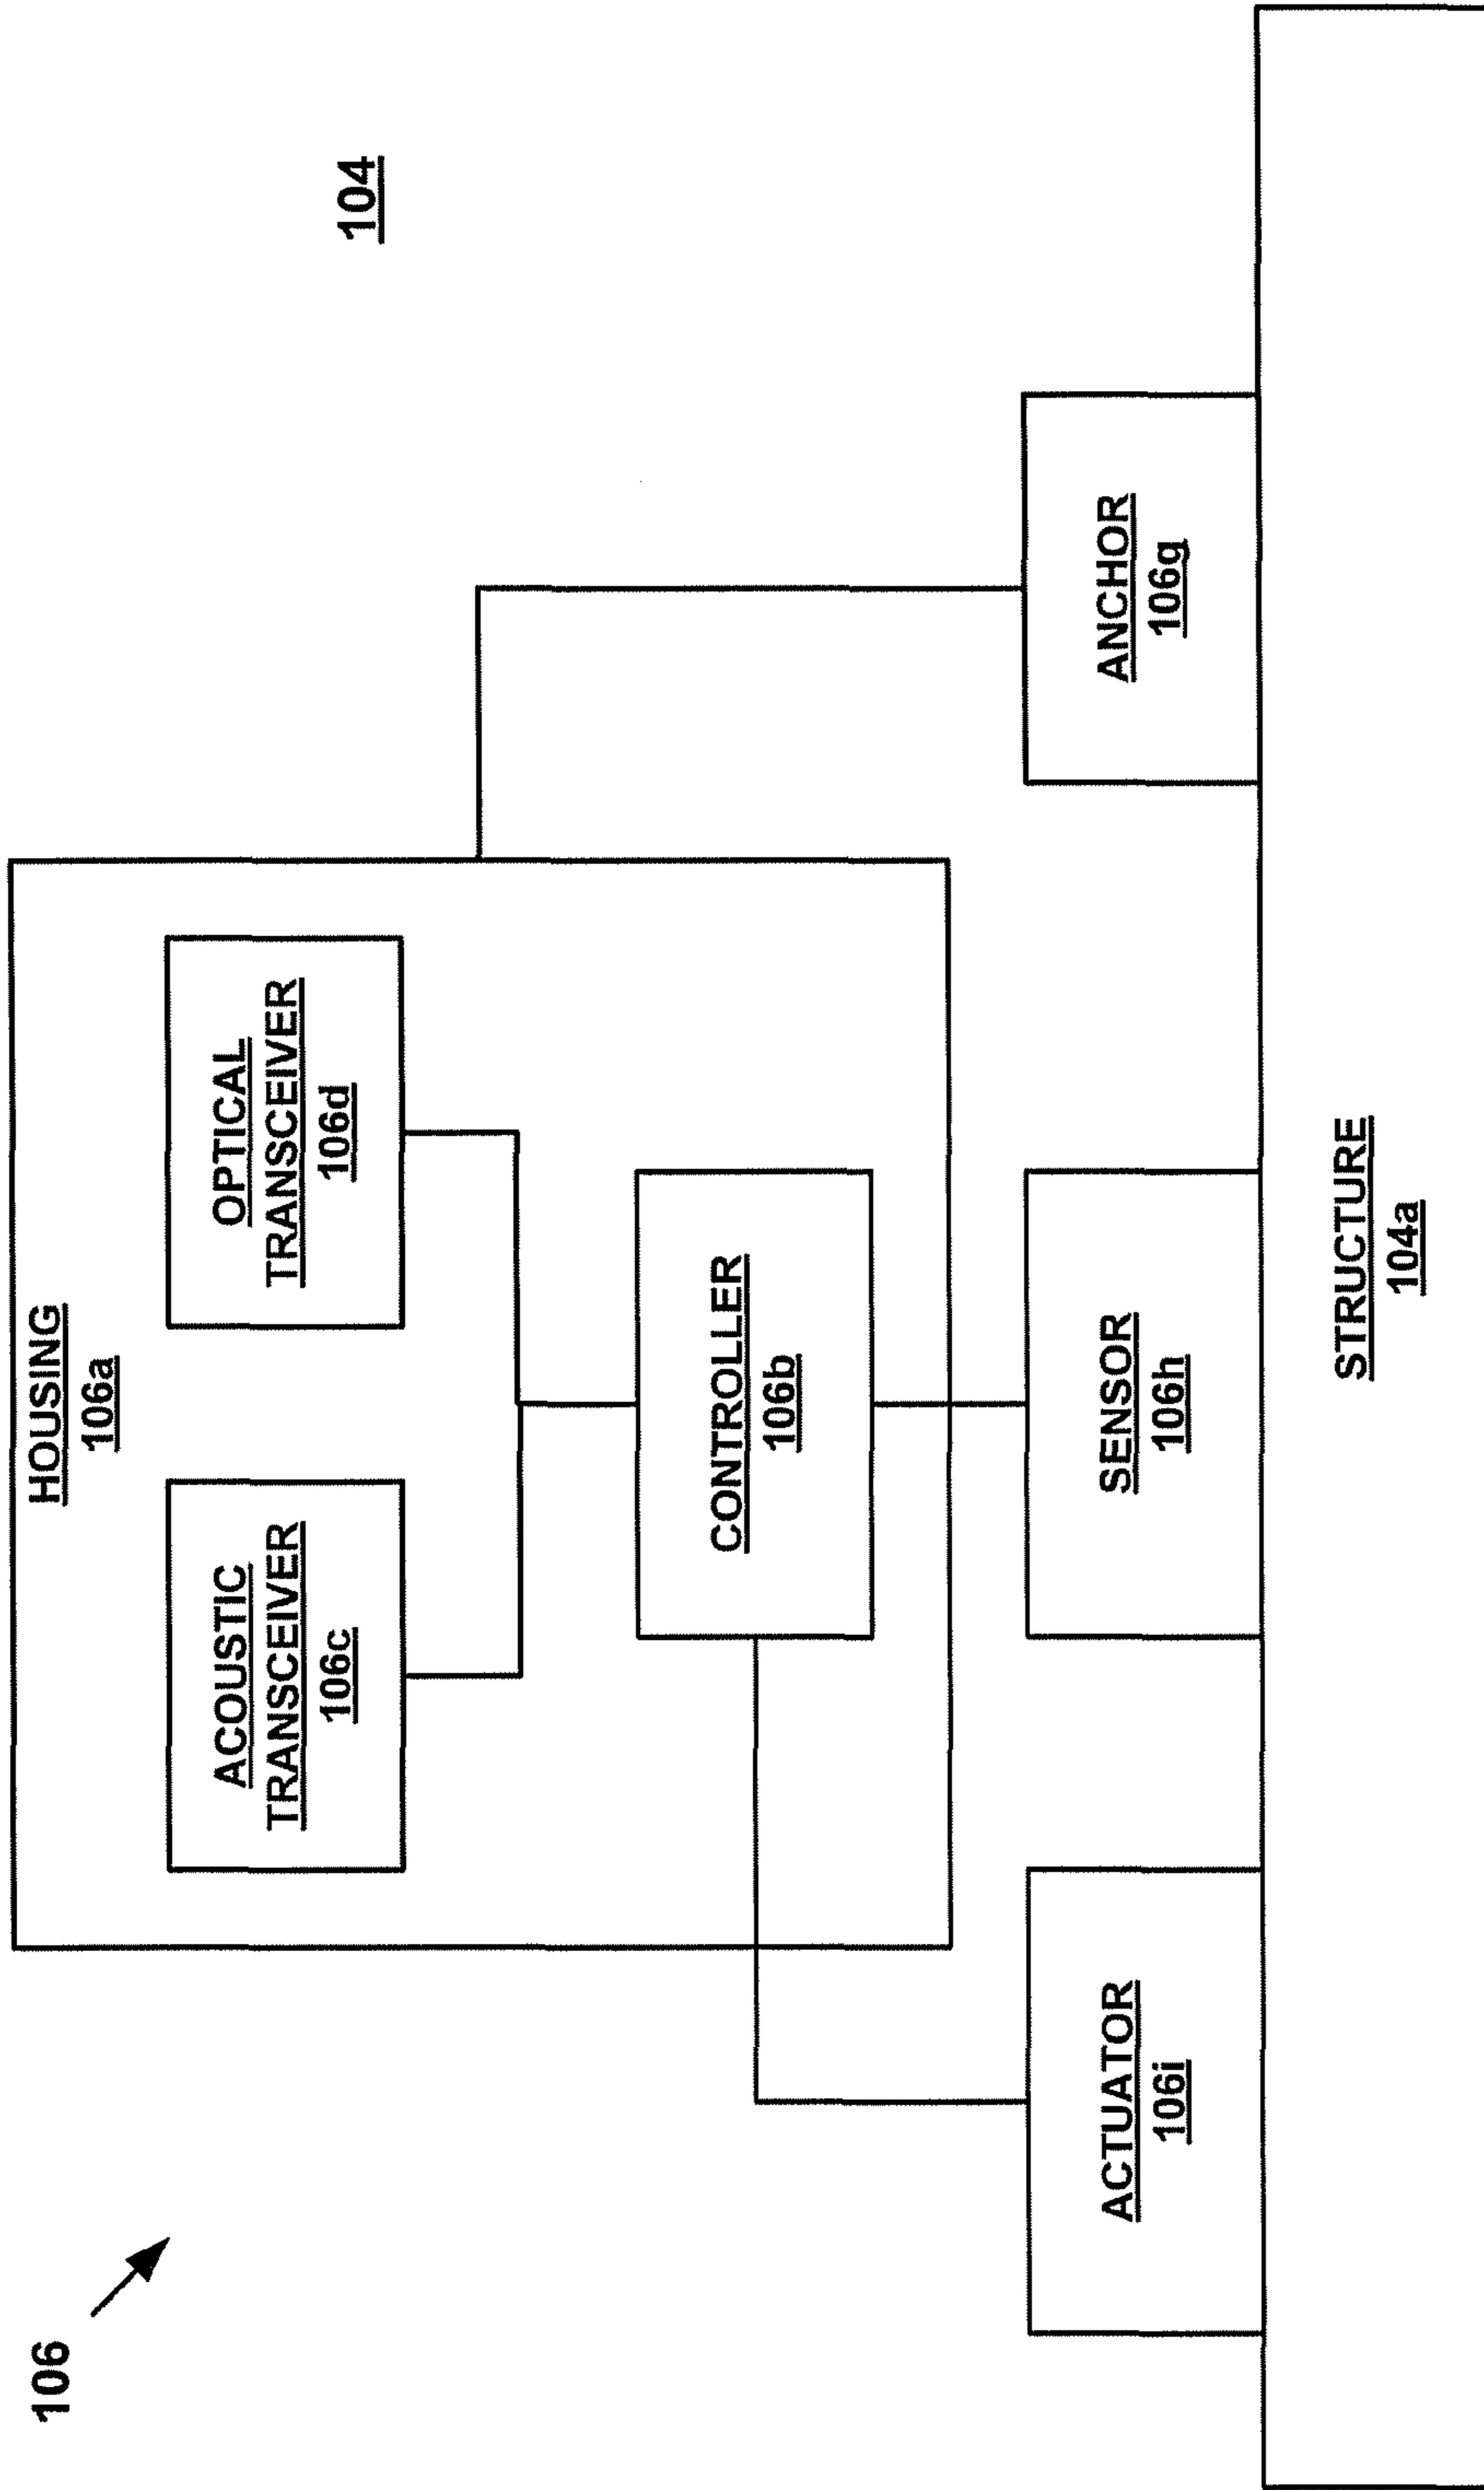 106
104
HOUSING
106a
ACOUSTIC
TRANSCEIVER
106c
OPTICAL
TRANSCEIVER
106d
CONTROLLER
106b
ACTUATOR
106i
SENSOR
106h
ANCHOR
106g
STRUCTURE
104a